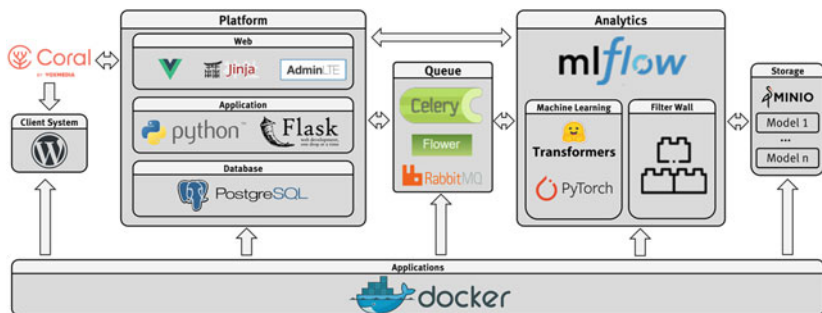 Coral
BY VOXMEDIA
Client System
Platform
Web
Jinja
AdminLTE
Application
python™
Flask
web development,
one drop at a time
Database
PostgreSQL
Queue
Celery
Flower
RabbitMQ
Analytics
mlflow
Machine Learning
Transformers
PyTorch
Filter Wall
Storage
MINIO
Model 1
...
Model n
Applications
docker